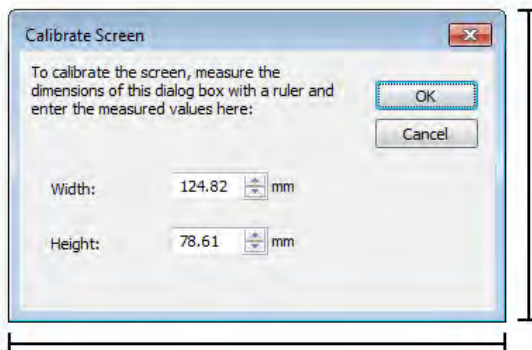 Calibrate Screen
To calibrate the screen, measure the
dimensions of this dialog box with a ruler and
enter the measured values here:
OK
Cancel
Width: 124.82 mm
Height: 78.61 mm